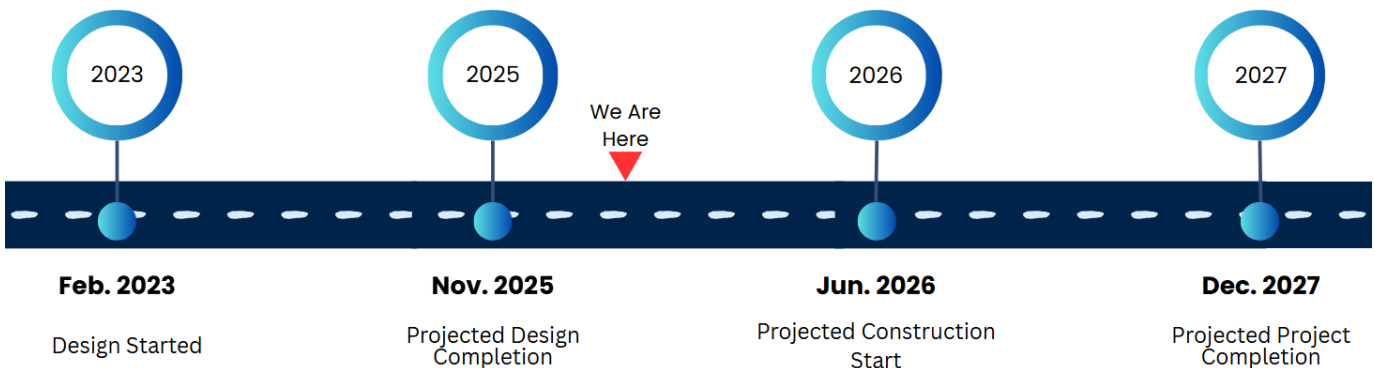 2023
2025
2026
2027
We Are
Here
Feb. 2023
Nov. 2025
Jun. 2026
Dec. 2027
Design Started
Projected Design
Completion
Projected Construction
Start
Projected Project
Completion